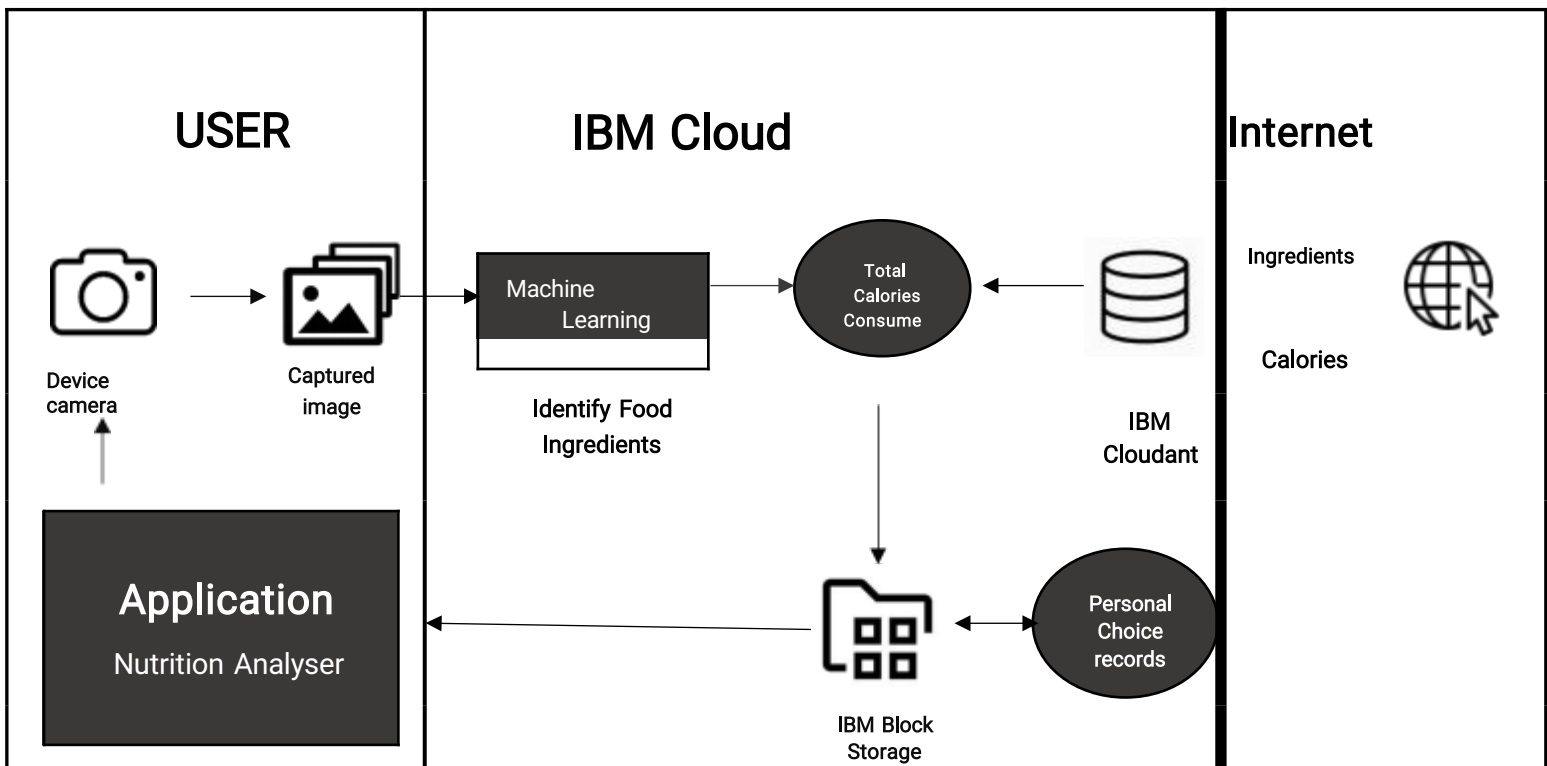 USER
IBM Cloud
Internet
Device
camera
Captured
image
Machine
Learning
Identify Food
Ingredients
Total
Calories
Consume
IBM
Cloudant
Ingredients
Calories
Application
Nutrition Analyser
IBM Block
Storage
Personal
Choice
records